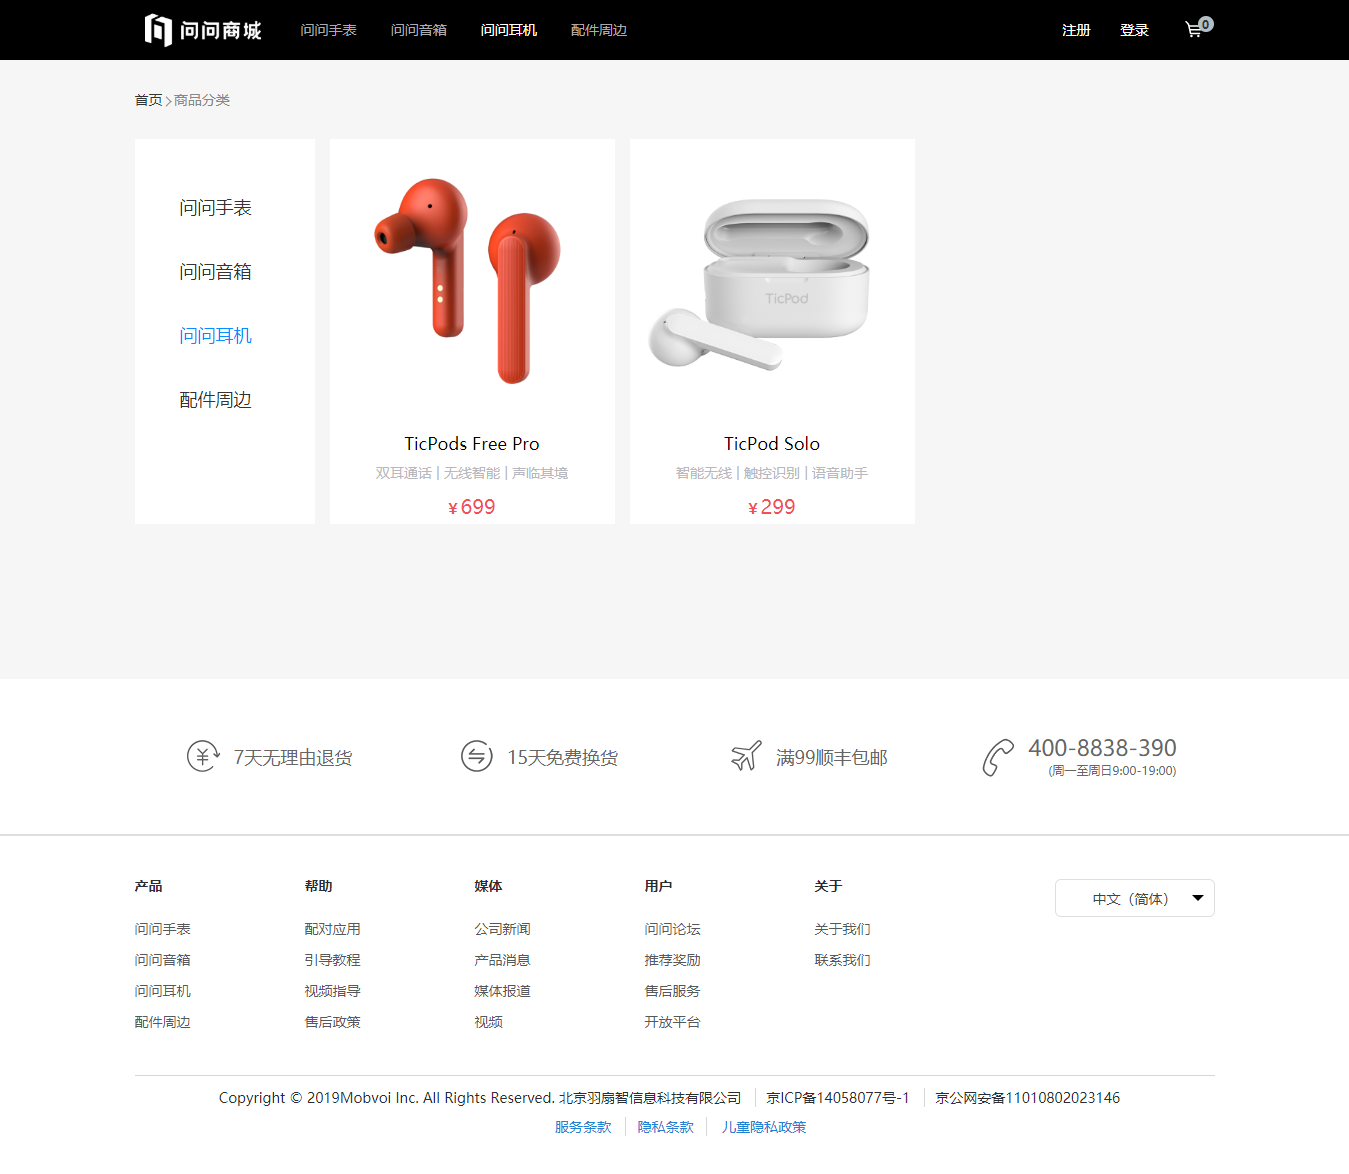 问问商城 问问手表 问问音箱 问问耳机 配件周边 注册 登录 0
首页 > 商品分类
问问手表
问问音箱
问问耳机
配件周边
TicPod
TicPods Free Pro
双耳通话 | 无线智能 | 声临其境
¥699
TicPod Solo
智能无线 | 触控识别 | 语音助手
¥299
7天无理由退货
15天免费换货
满99顺丰包邮
400-8838-390
(周一至周日9:00-19:00)
产品
问问手表
问问音箱
问问耳机
配件周边
帮助
配对应用
引导教程
视频指导
售后政策
媒体
公司新闻
产品消息
媒体报道
视频
用户
问问论坛
推荐奖励
售后服务
开放平台
关于
关于我们
联系我们
中文（简体）
Copyright © 2019Mobvoi Inc. All Rights Reserved. 北京羽扇智信息科技有限公司 京ICP备14058077号-1 京公网安备11010802023146
服务条款 隐私条款 儿童隐私政策